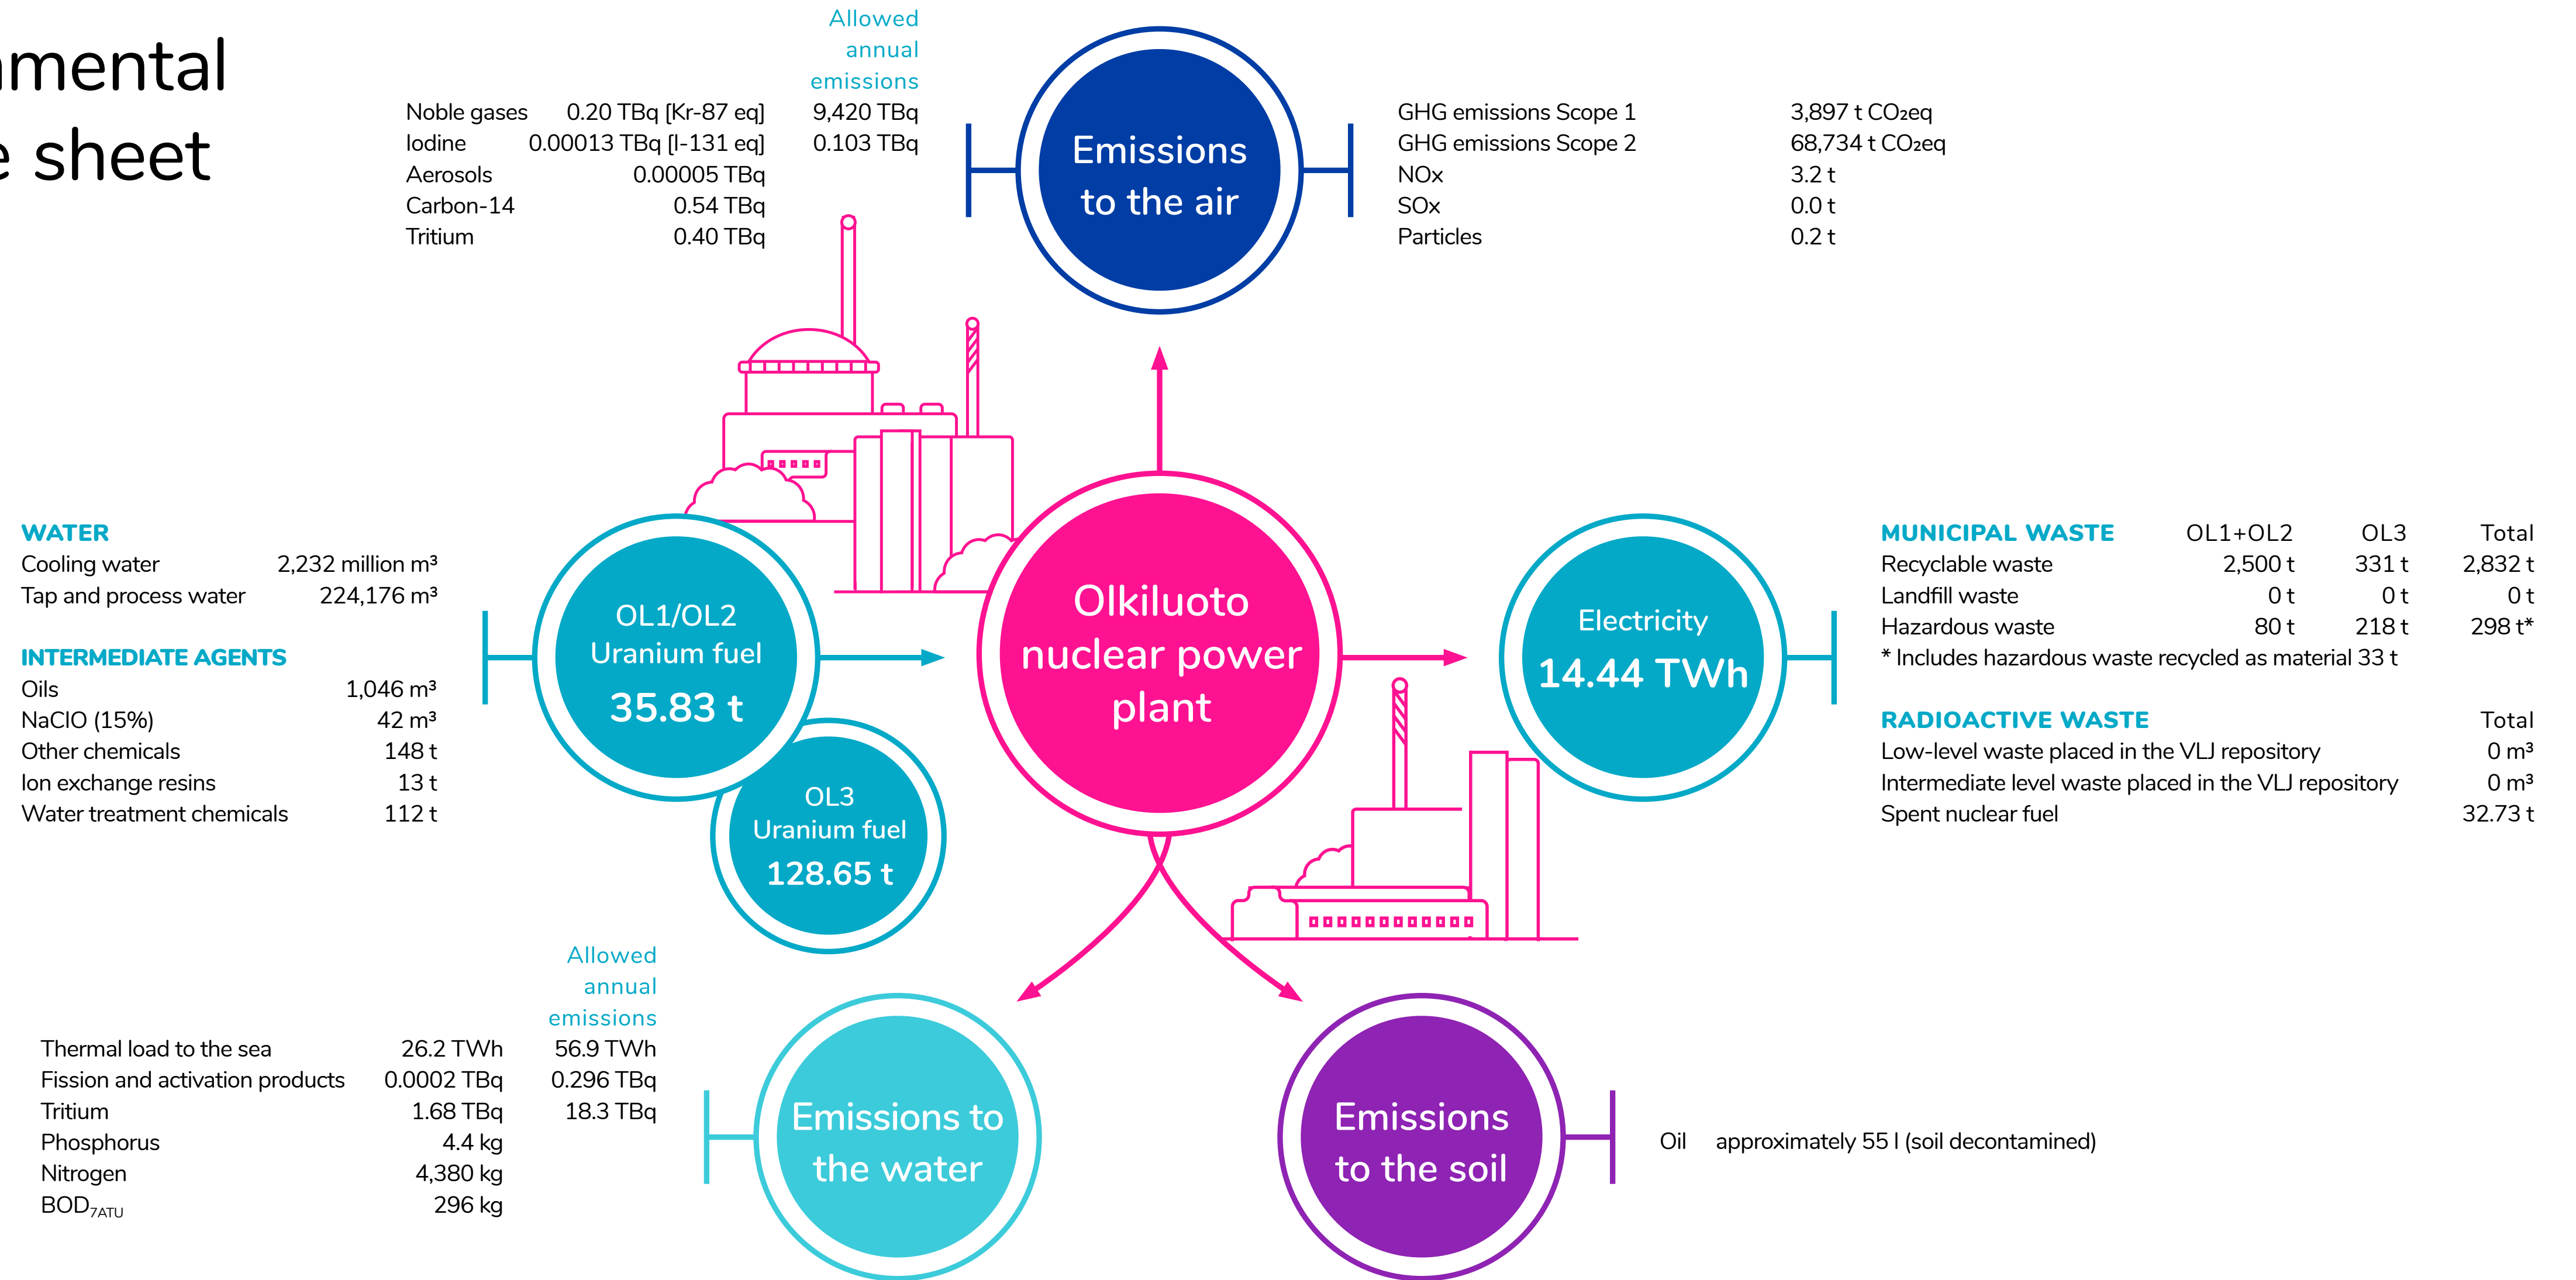 mental
e sheet
Allowed
annual
emissions
Noble gases 0.20 TBq [Kr-87 eq] 9,420 TBq
Iodine 0.00013 TBq [I-131 eq] 0.103 TBq
Aerosols 0.00005 TBq
Carbon-14 0.54 TBq
Tritium 0.40 TBq
Emissions
to the air
GHG emissions Scope 1 3,897 t CO₂eq
GHG emissions Scope 2 68,734 t CO₂eq
NOx 3.2 t
SOx 0.0 t
Particles 0.2 t
WATER
Cooling water 2,232 million m³
Tap and process water 224,176 m³
INTERMEDIATE AGENTS
Oils 1,046 m³
NaClO (15%) 42 m³
Other chemicals 148 t
Ion exchange resins 13 t
Water treatment chemicals 112 t
OL1/OL2
Uranium fuel
35.83 t
OL3
Uranium fuel
128.65 t
Olkiluoto
nuclear power
plant
Electricity
14.44 TWh
MUNICIPAL WASTE OL1+OL2 OL3 Total
Recyclable waste 2,500 t 331 t 2,832 t
Landfill waste 0 t 0 t 0 t
Hazardous waste 80 t 218 t 298 t*
* Includes hazardous waste recycled as material 33 t
RADIOACTIVE WASTE Total
Low-level waste placed in the VLJ repository 0 m³
Intermediate level waste placed in the VLJ repository 0 m³
Spent nuclear fuel 32.73 t
Allowed
annual
emissions
Thermal load to the sea 26.2 TWh 56.9 TWh
Fission and activation products 0.0002 TBq 0.296 TBq
Tritium 1.68 TBq 18.3 TBq
Phosphorus 4.4 kg
Nitrogen 4,380 kg
BOD7ATU 296 kg
Emissions to
the water
Emissions
to the soil
Oil approximately 55 l (soil decontamined)